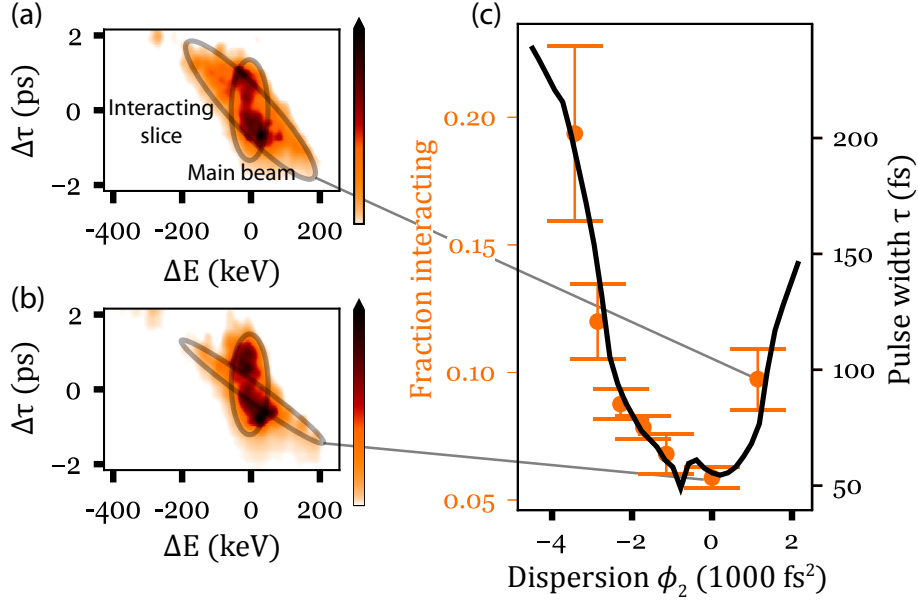 (a)
2
0
-2
Δτ (ps)
Interacting
slice
Main beam
-400
-200
0
200
ΔE (keV)
(b)
2
0
-2
Δτ (ps)
-400
-200
0
200
ΔE (keV)
(c)
0.20
0.15
0.10
0.05
Fraction interacting
200
150
100
50
Pulse width τ (fs)
−4
−2
0
2
Dispersion ϕ₂ (1000 fs²)